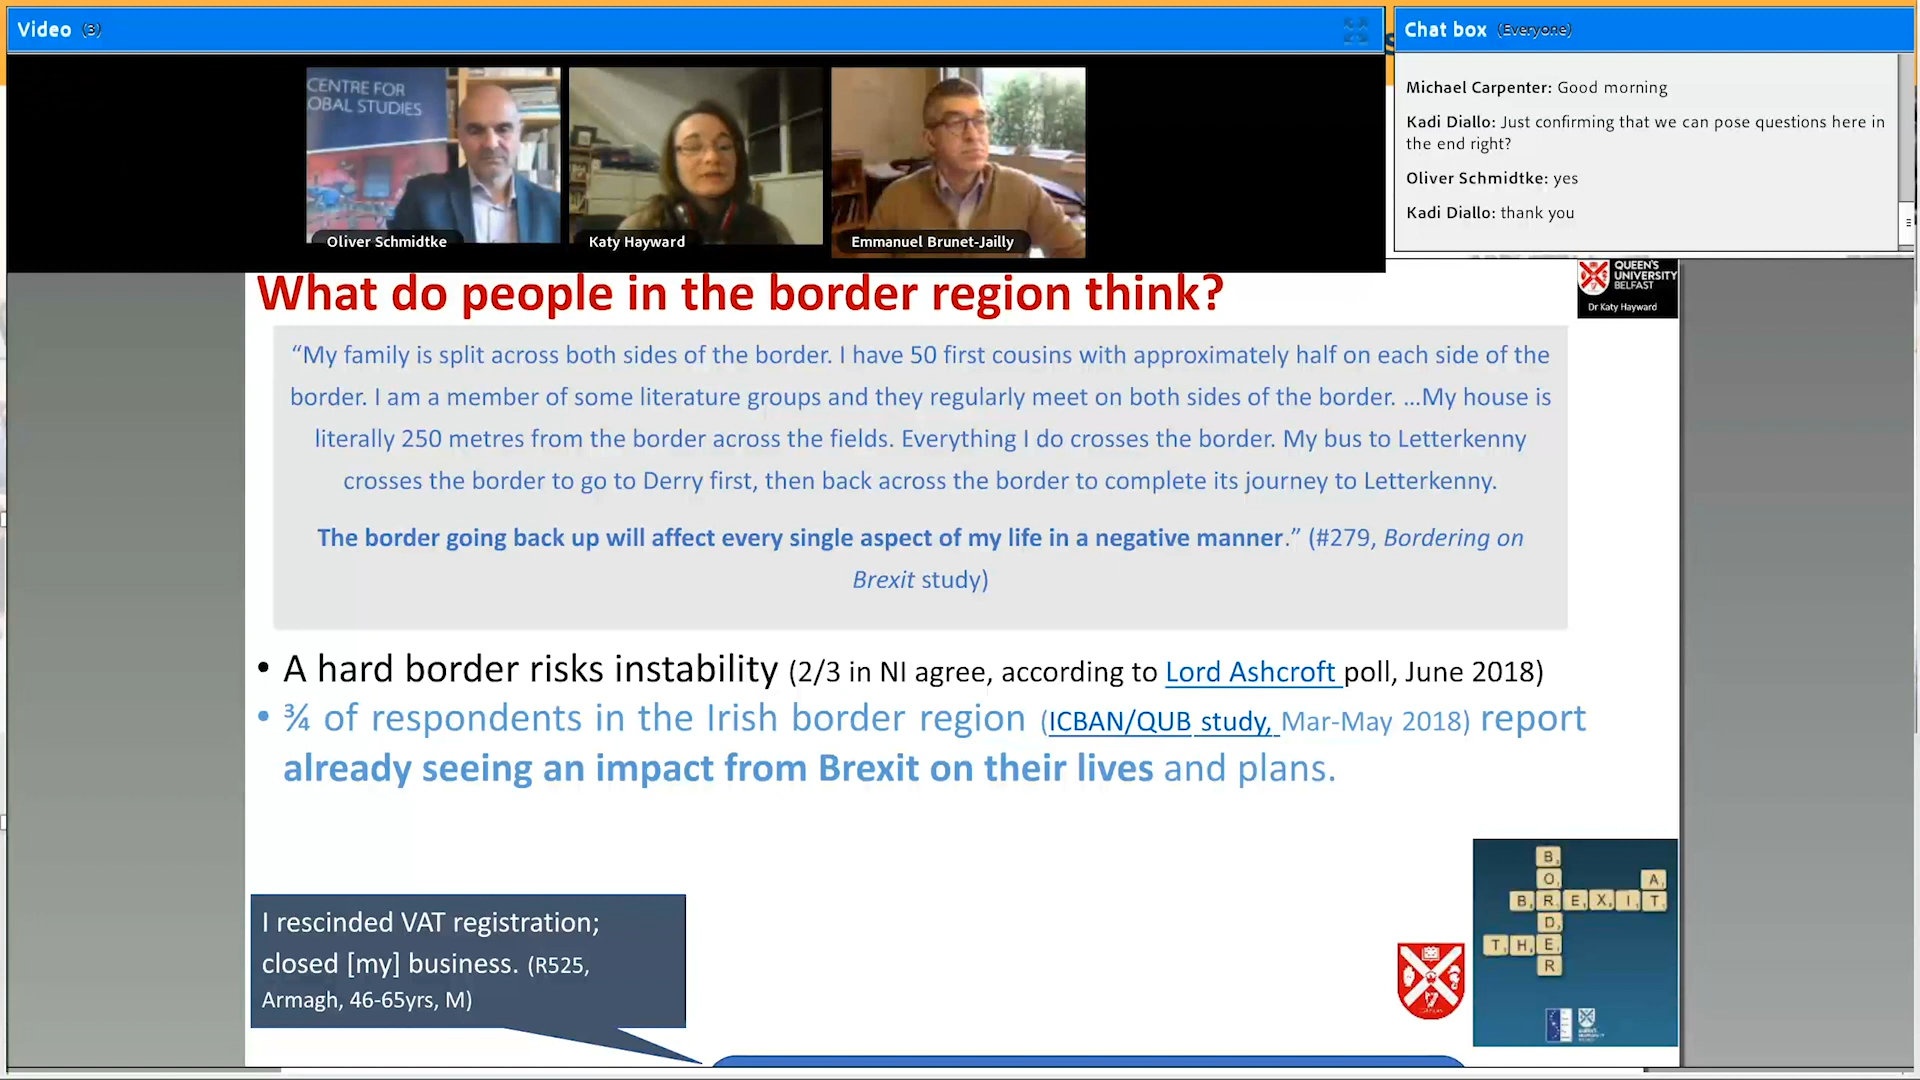 Video (3)
Chat box (Everyone)
CENTRE FOR
OBAL STUDIES
Oliver Schmidtke
Katy Hayward
Emmanuel Brunet-Jailly
Michael Carpenter: Good morning
Kadi Diallo: Just confirming that we can pose questions here in
the end right?
Oliver Schmidtke: yes
Kadi Diallo: thank you
What do people in the border region think?
QUEEN'S
UNIVERSITY
BELFAST
Dr Katy Hayward
“My family is split across both sides of the border. I have 50 first cousins with approximately half on each side of the
border. I am a member of some literature groups and they regularly meet on both sides of the border. ...My house is
literally 250 metres from the border across the fields. Everything I do crosses the border. My bus to Letterkenny
crosses the border to go to Derry first, then back across the border to complete its journey to Letterkenny.
The border going back up will affect every single aspect of my life in a negative manner.” (#279, Bordering on
Brexit study)
• A hard border risks instability (2/3 in NI agree, according to Lord Ashcroft poll, June 2018)
• ¾ of respondents in the Irish border region (ICBAN/QUB study, Mar-May 2018) report
already seeing an impact from Brexit on their lives and plans.
I rescinded VAT registration;
closed [my] business. (R525,
Armagh, 46-65yrs, M)
BORDER
AT
BREXIT
THE